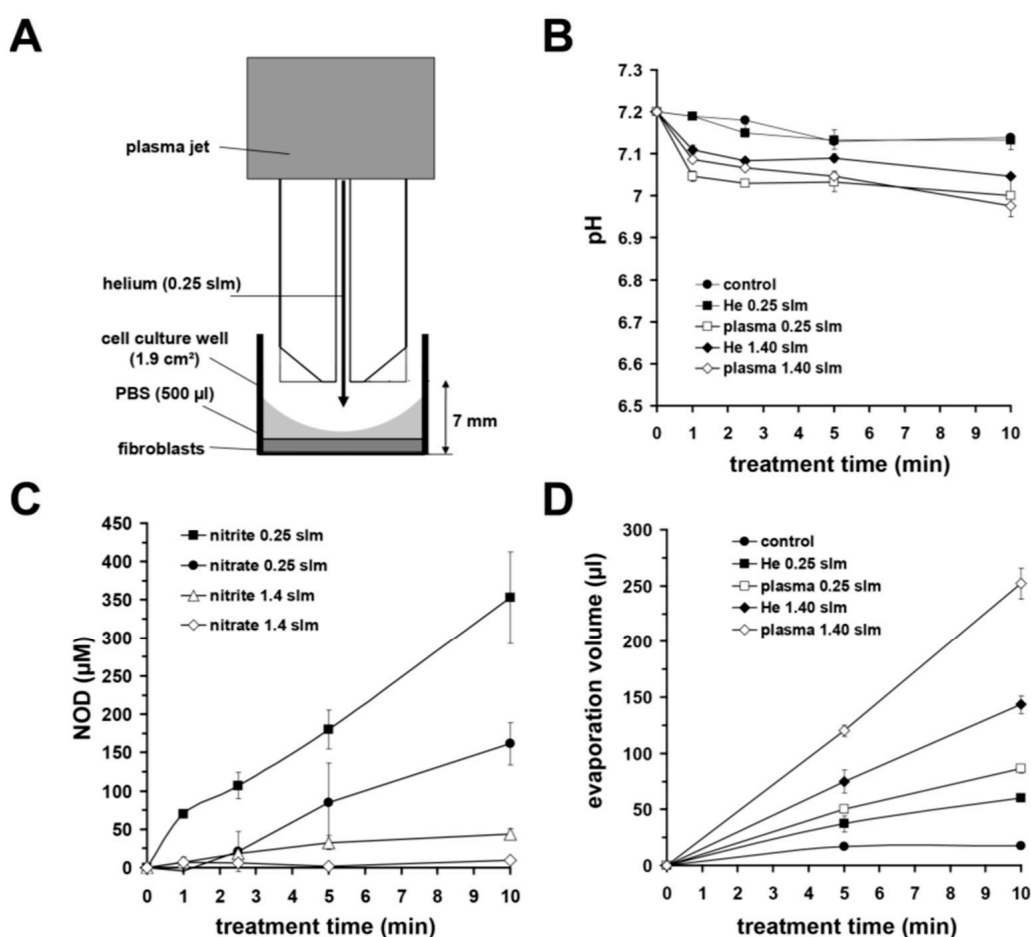 A
plasma jet
helium (0.25 slm)
cell culture well
(1.9 cm²)
PBS (500 µl)
fibroblasts
7 mm
B
7.3
7.2
7.1
7
6.9
6.8
6.7
6.6
6.5
pH
control
He 0.25 slm
plasma 0.25 slm
He 1.40 slm
plasma 1.40 slm
0 1 2 3 4 5 6 7 8 9 10
treatment time (min)
C
450
400
350
300
250
200
150
100
50
0
NOD (µM)
nitrite 0.25 slm
nitrate 0.25 slm
nitrite 1.4 slm
nitrate 1.4 slm
0 1 2 3 4 5 6 7 8 9 10
treatment time (min)
D
300
250
200
150
100
50
0
evaporation volume (µl)
control
He 0.25 slm
plasma 0.25 slm
He 1.40 slm
plasma 1.40 slm
0 1 2 3 4 5 6 7 8 9 10
treatment time (min)